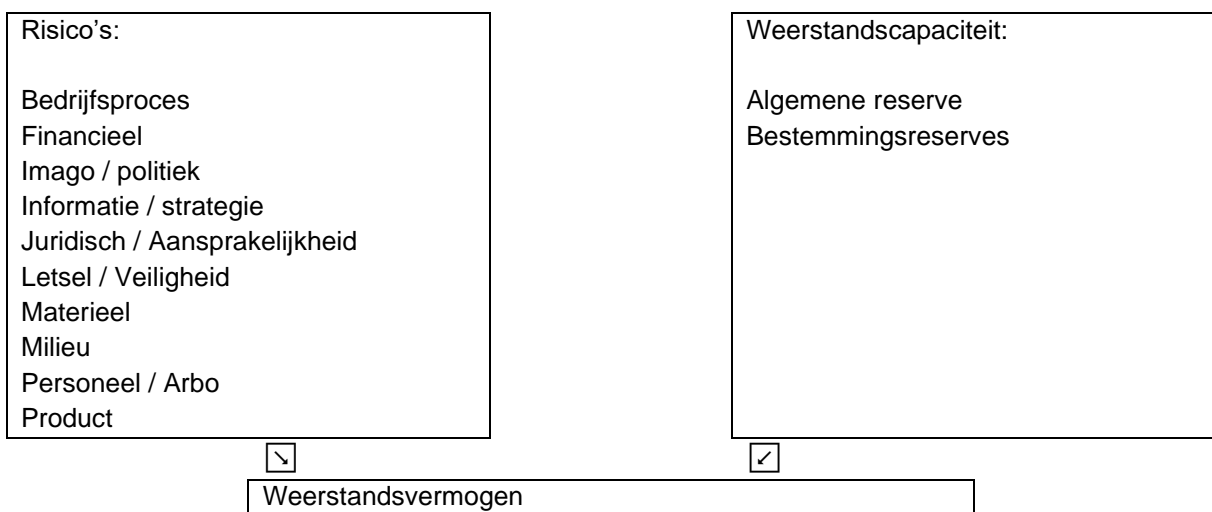 Risico's:
Bedrijfsproces
Financieel
Imago / politiek
Informatie / strategie
Juridisch / Aansprakelijkheid
Letsel / Veiligheid
Materieel
Milieu
Personeel / Arbo
Product
Weerstandscapaciteit:
Algemene reserve
Bestemmingsreserves
Weerstandsvermogen